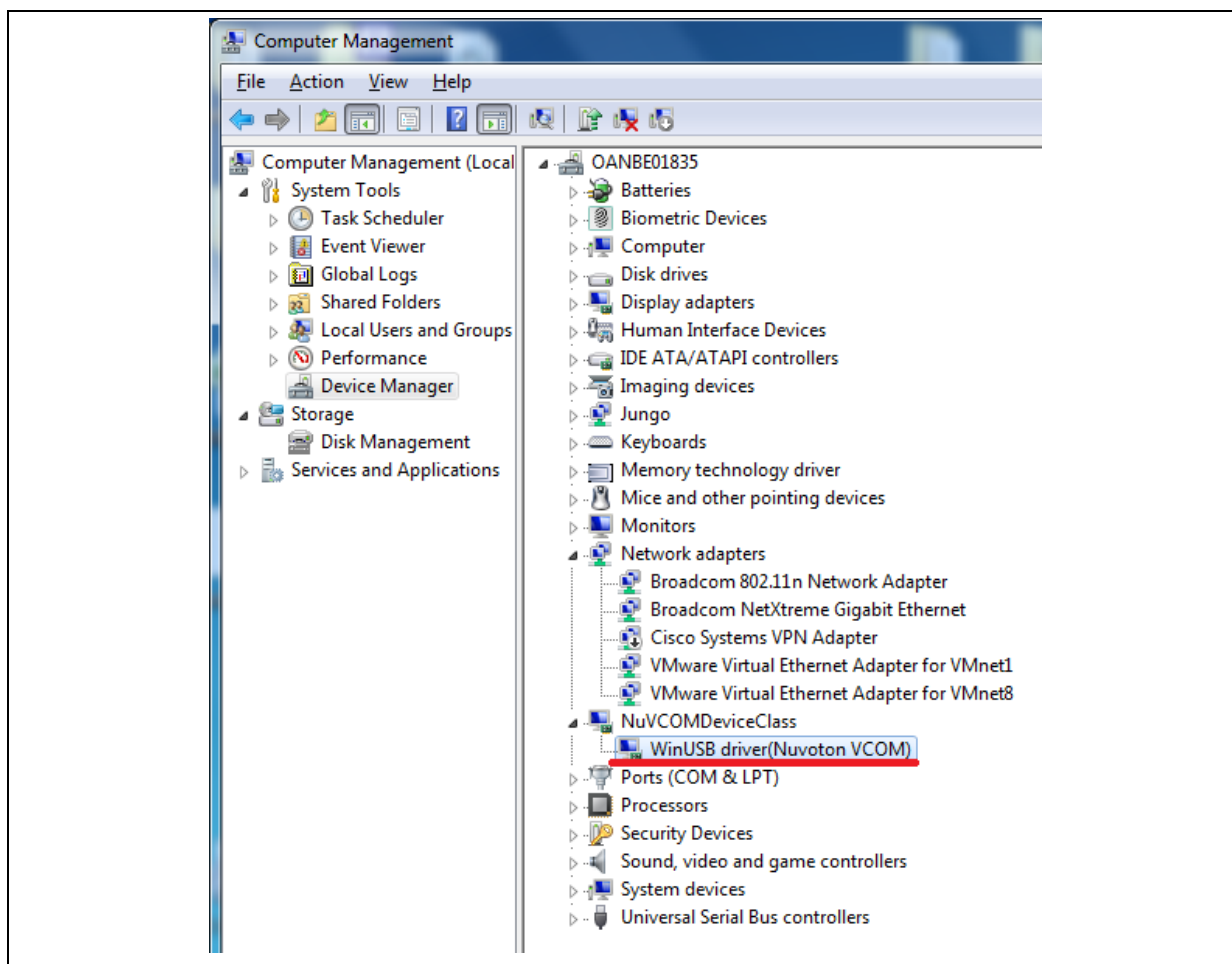 Computer Management
File Action View Help
Computer Management (Local
System Tools
Task Scheduler
Event Viewer
Global Logs
Shared Folders
Local Users and Groups
Performance
Device Manager
Storage
Disk Management
Services and Applications
OANBE01835
Batteries
Biometric Devices
Computer
Disk drives
Display adapters
Human Interface Devices
IDE ATA/ATAPI controllers
Imaging devices
Jungo
Keyboards
Memory technology driver
Mice and other pointing devices
Monitors
Network adapters
Broadcom 802.11n Network Adapter
Broadcom NetXtreme Gigabit Ethernet
Cisco Systems VPN Adapter
VMware Virtual Ethernet Adapter for VMnet1
VMware Virtual Ethernet Adapter for VMnet8
NuVCOMDeviceClass
WinUSB driver(Nuvoton VCOM)
Ports (COM & LPT)
Processors
Security Devices
Sound, video and game controllers
System devices
Universal Serial Bus controllers